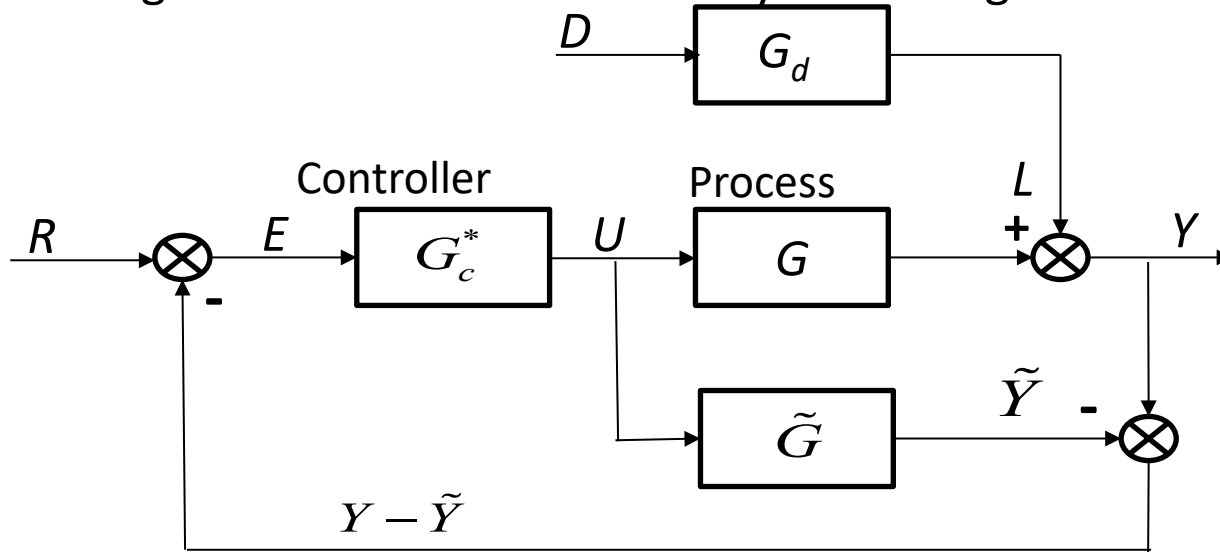 D
G_d
Controller
Process
L
R
E
G_c^*
U
G
+
Y
-
G̃
Ỹ
-
Y − Ỹ